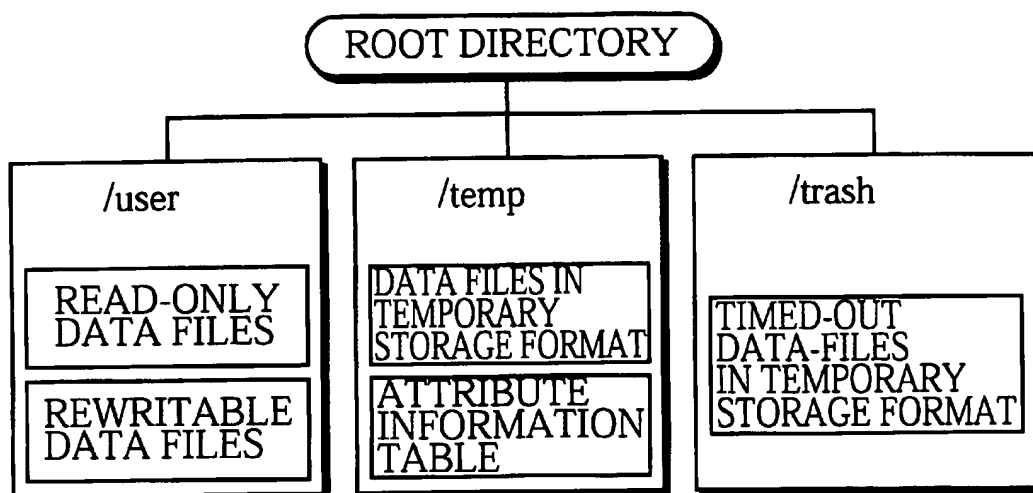 ROOT DIRECTORY
/user
READ-ONLY
DATA FILES
REWRITABLE
DATA FILES
/temp
DATA FILES IN
TEMPORARY
STORAGE FORMAT
ATTRIBUTE
INFORMATION
TABLE
/trash
TIMED-OUT
DATA-FILES
IN TEMPORARY
STORAGE FORMAT